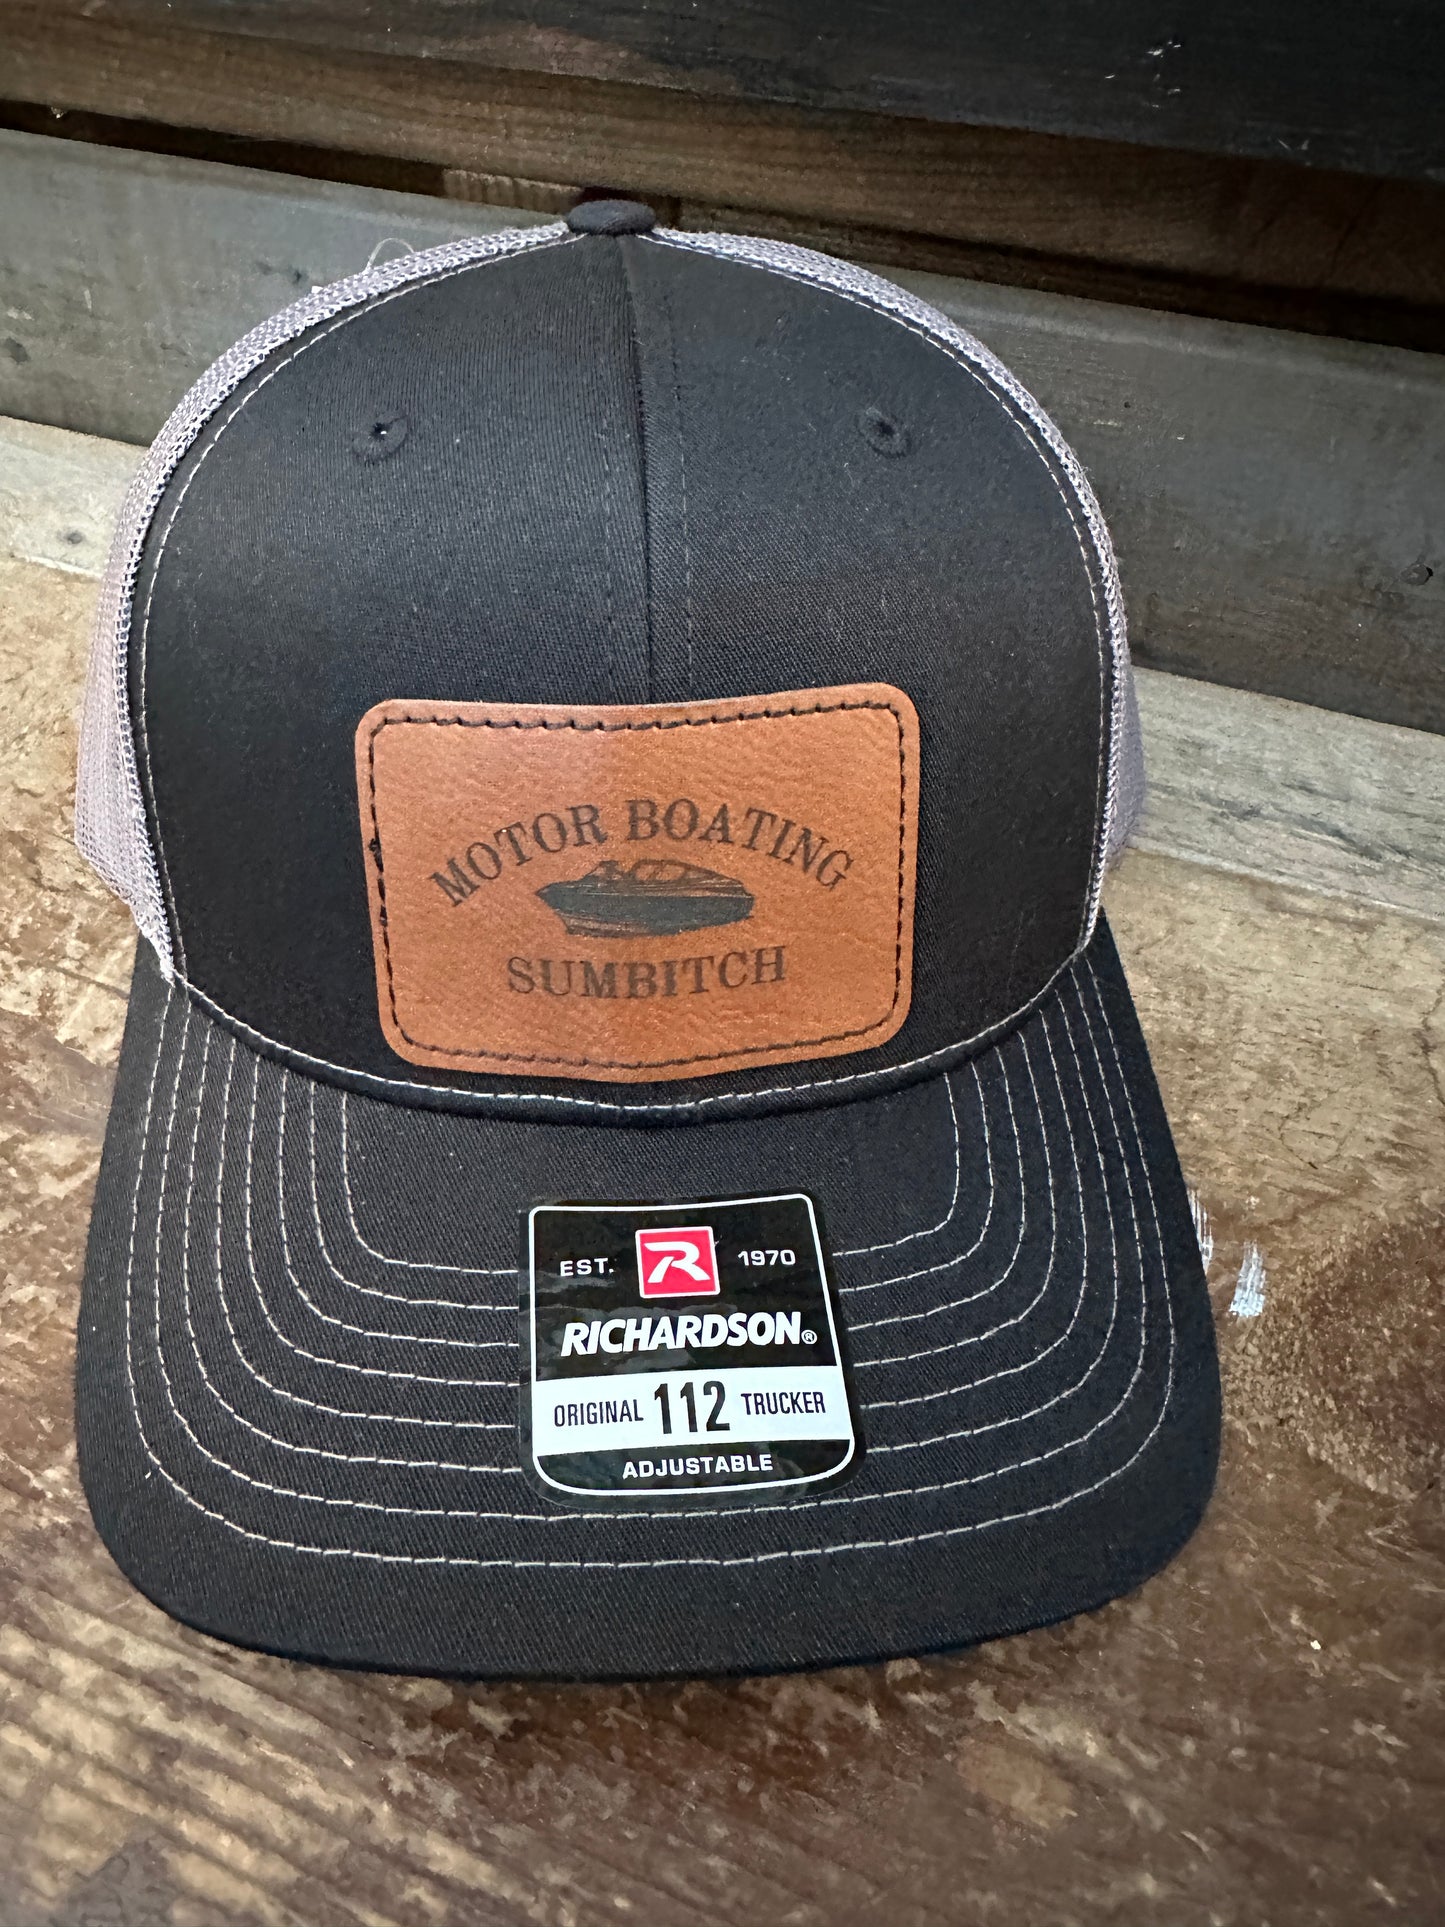 MOTOR BOATING
SUMBITCH
EST. R 1970
RICHARDSON®
ORIGINAL 112 TRUCKER
ADJUSTABLE